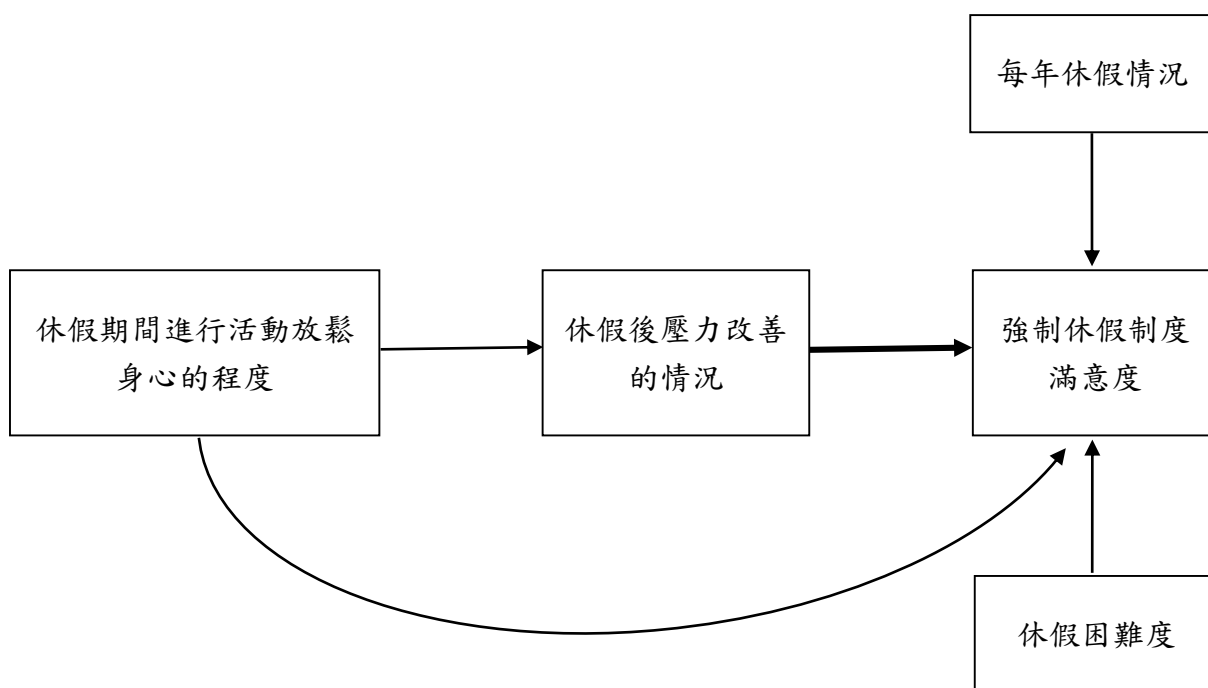 每年休假情況
休假期間進行活動放鬆
身心的程度
休假後壓力改善
的情況
強制休假制度
滿意度
休假困難度